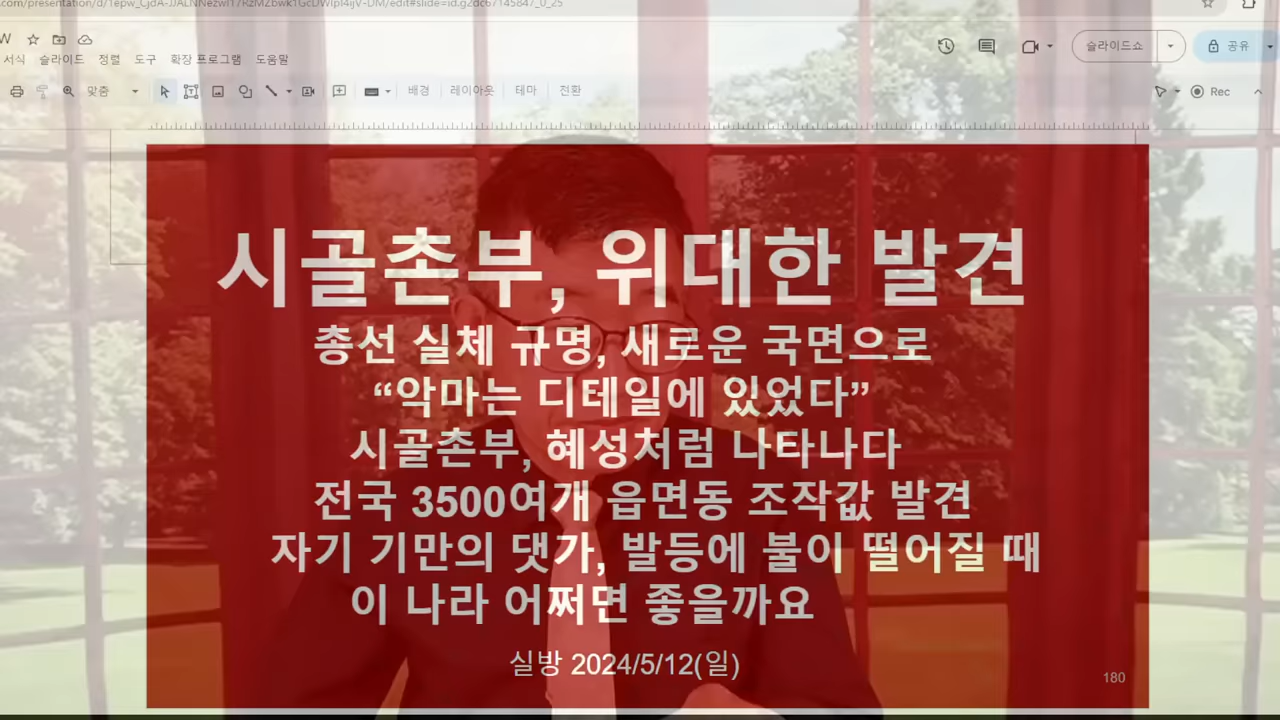 서식 슬라이드 정렬 도구 확장 프로그램 도움말
슬라이드쇼
공유
맞춤
배경
레이아웃
테마
전환
Rec
시골촌부, 위대한 발견
총선 실체 규명, 새로운 국면으로
“악마는 디테일에 있었다”
시골촌부, 혜성처럼 나타나다
전국 3500여개 읍면동 조작값 발견
자기 기만의 댓가, 발등에 불이 떨어질 때
이 나라 어쩌면 좋을까요
실방 2024/5/12(일)
180